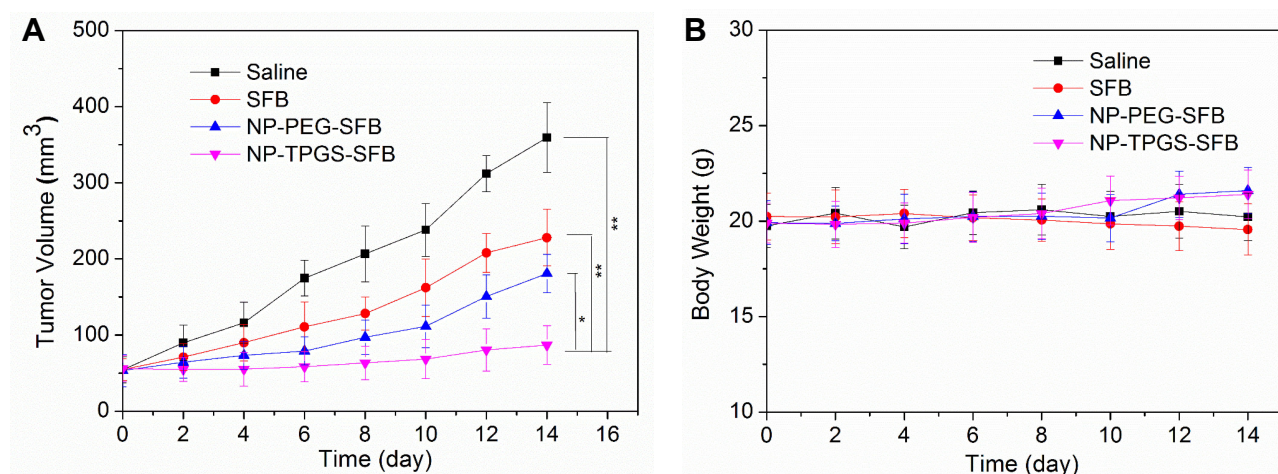 A
Tumor Volume (mm3)
500
400
300
200
100
0
Saline
SFB
NP-PEG-SFB
NP-TPGS-SFB
**
**
*
0 2 4 6 8 10 12 14 16
Time (day)
B
Body Weight (g)
30
25
20
15
10
Saline
SFB
NP-PEG-SFB
NP-TPGS-SFB
0 2 4 6 8 10 12 14
Time (day)